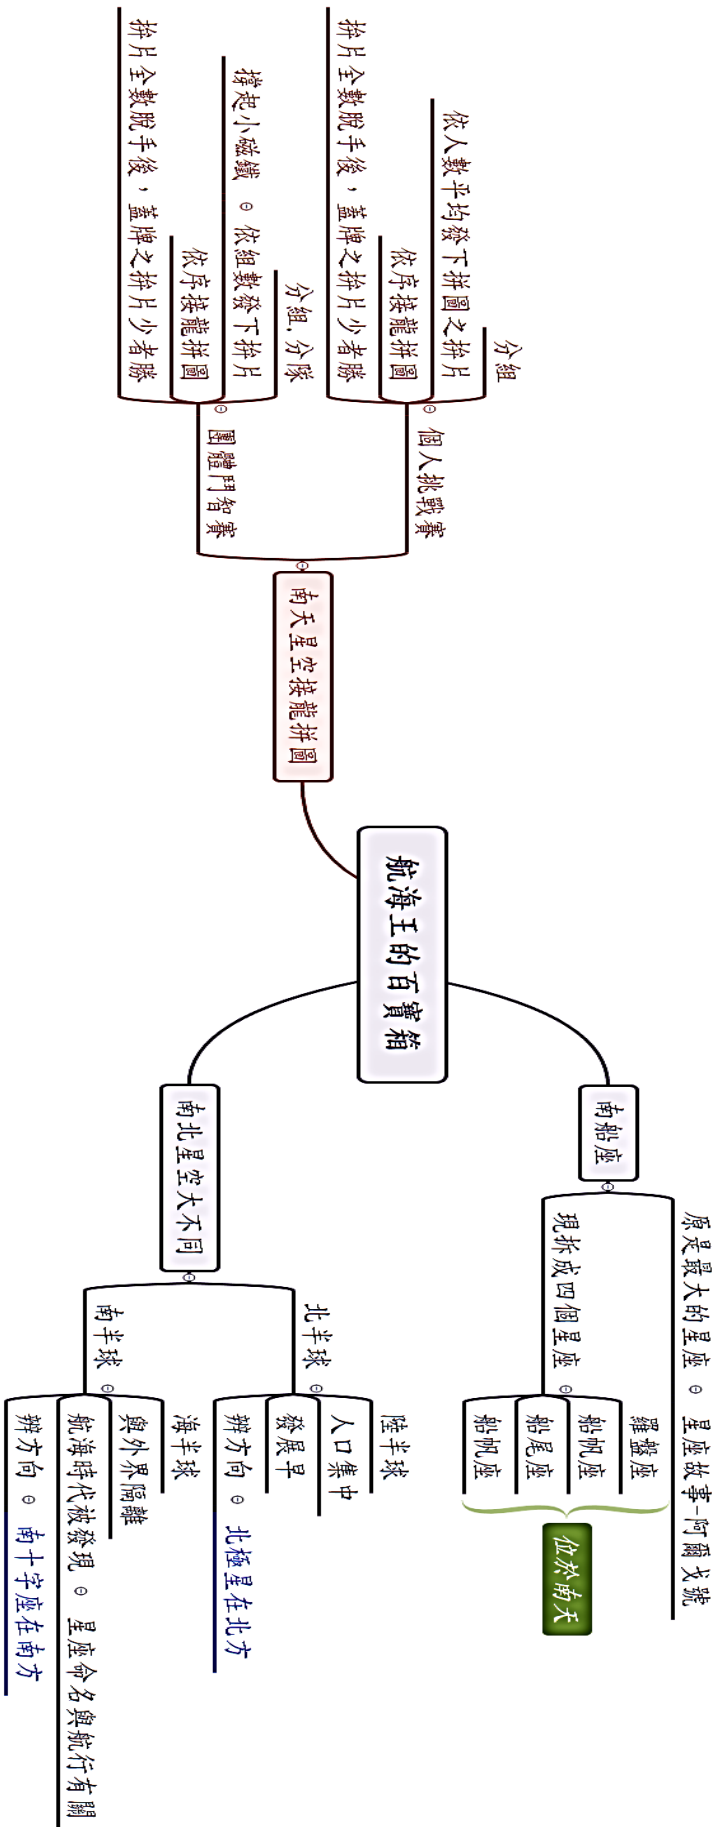 航海王的百寶箱
南船座
原是最大的星座
星座故事-阿爾戈號
現拆成四個星座
羅盤座
船帆座
船尾座
船帆座
位於南天
南北星空大不同
北半球
陸半球
人口集中
發展早
辨方向
北極星在北方
南半球
海半球
與外界隔離
航海時代被發現
星座命名與航行有關
辨方向
南十字座在南方
南天星空接龍拼圖
個人挑戰賽
分組
依人數平均發下拼圖之拚片
依序接龍拼圖
拚片全數脫手後，蓋牌之拚片少者勝
團體鬥智賽
分組.分隊
撐起小磁鐵
依組數發下拚片
依序接龍拼圖
拚片全數脫手後，蓋牌之拚片少者勝